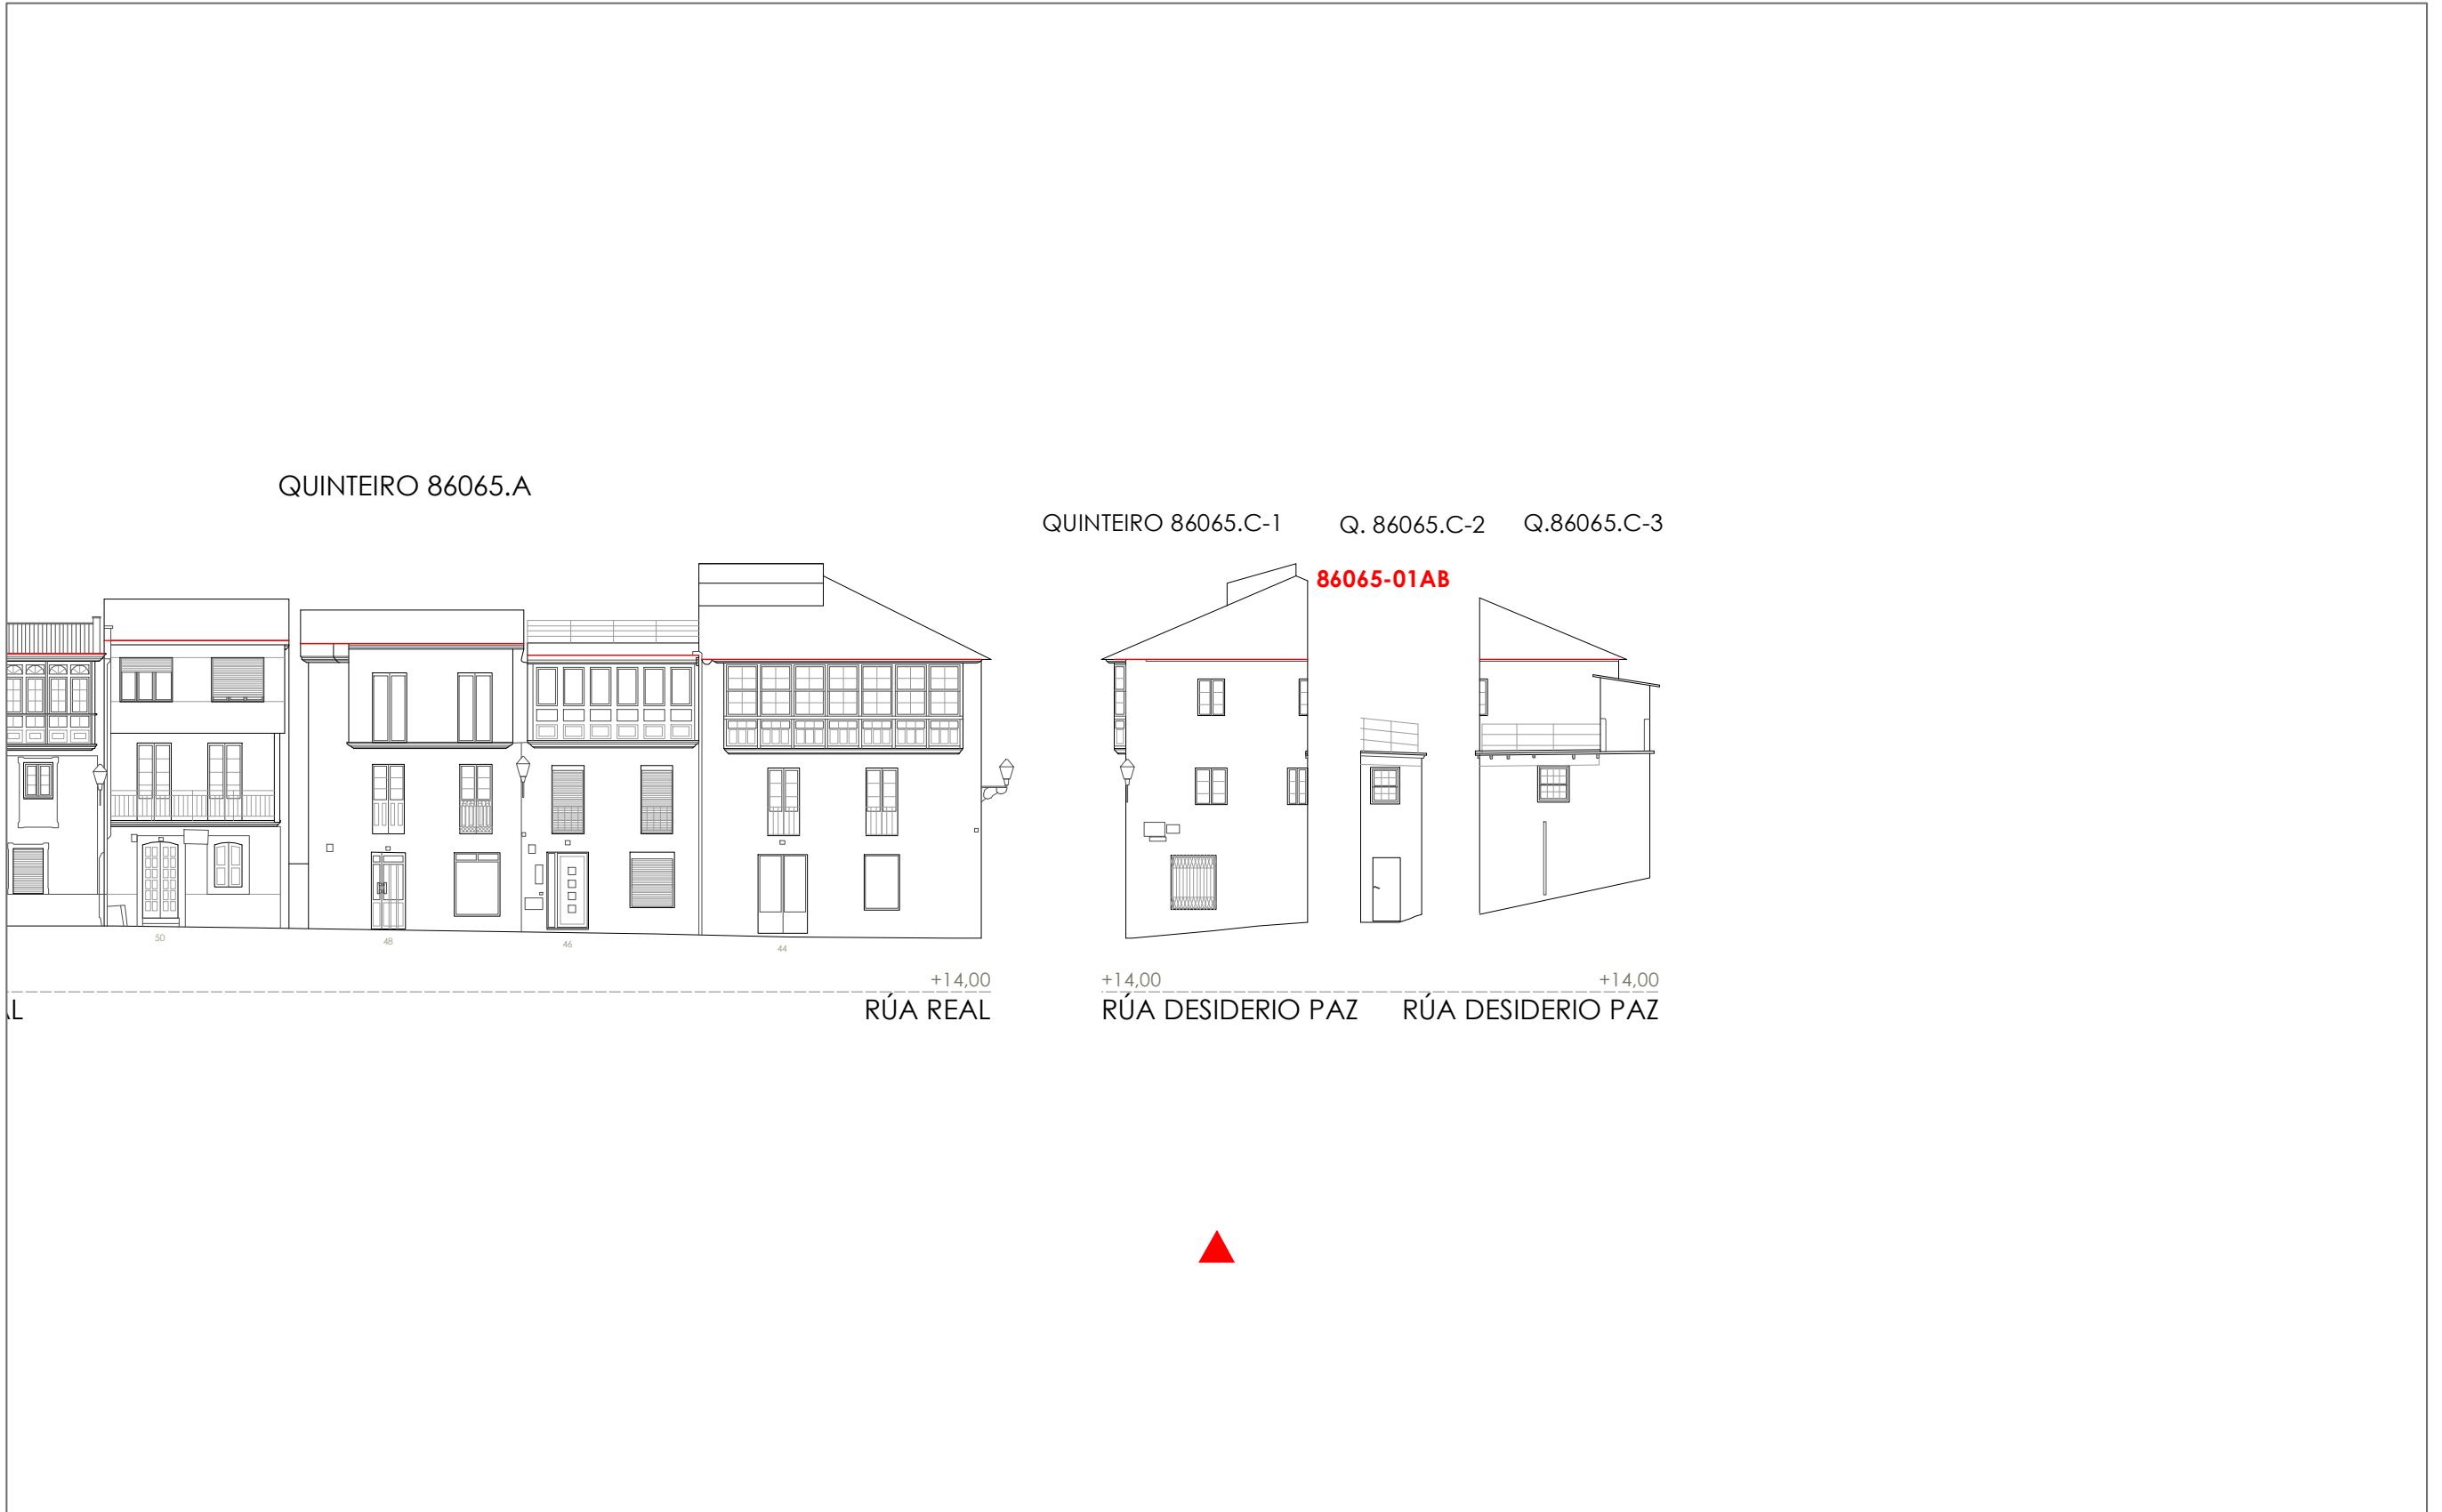 QUINTEIRO 86065.A
QUINTEIRO 86065.C-1
Q. 86065.C-2
Q.86065.C-3
86065-01AB
50
48
46
44
+14,00
+14,00
+14,00
AL
RÚA REAL
RÚA DESIDERIO PAZ
RÚA DESIDERIO PAZ